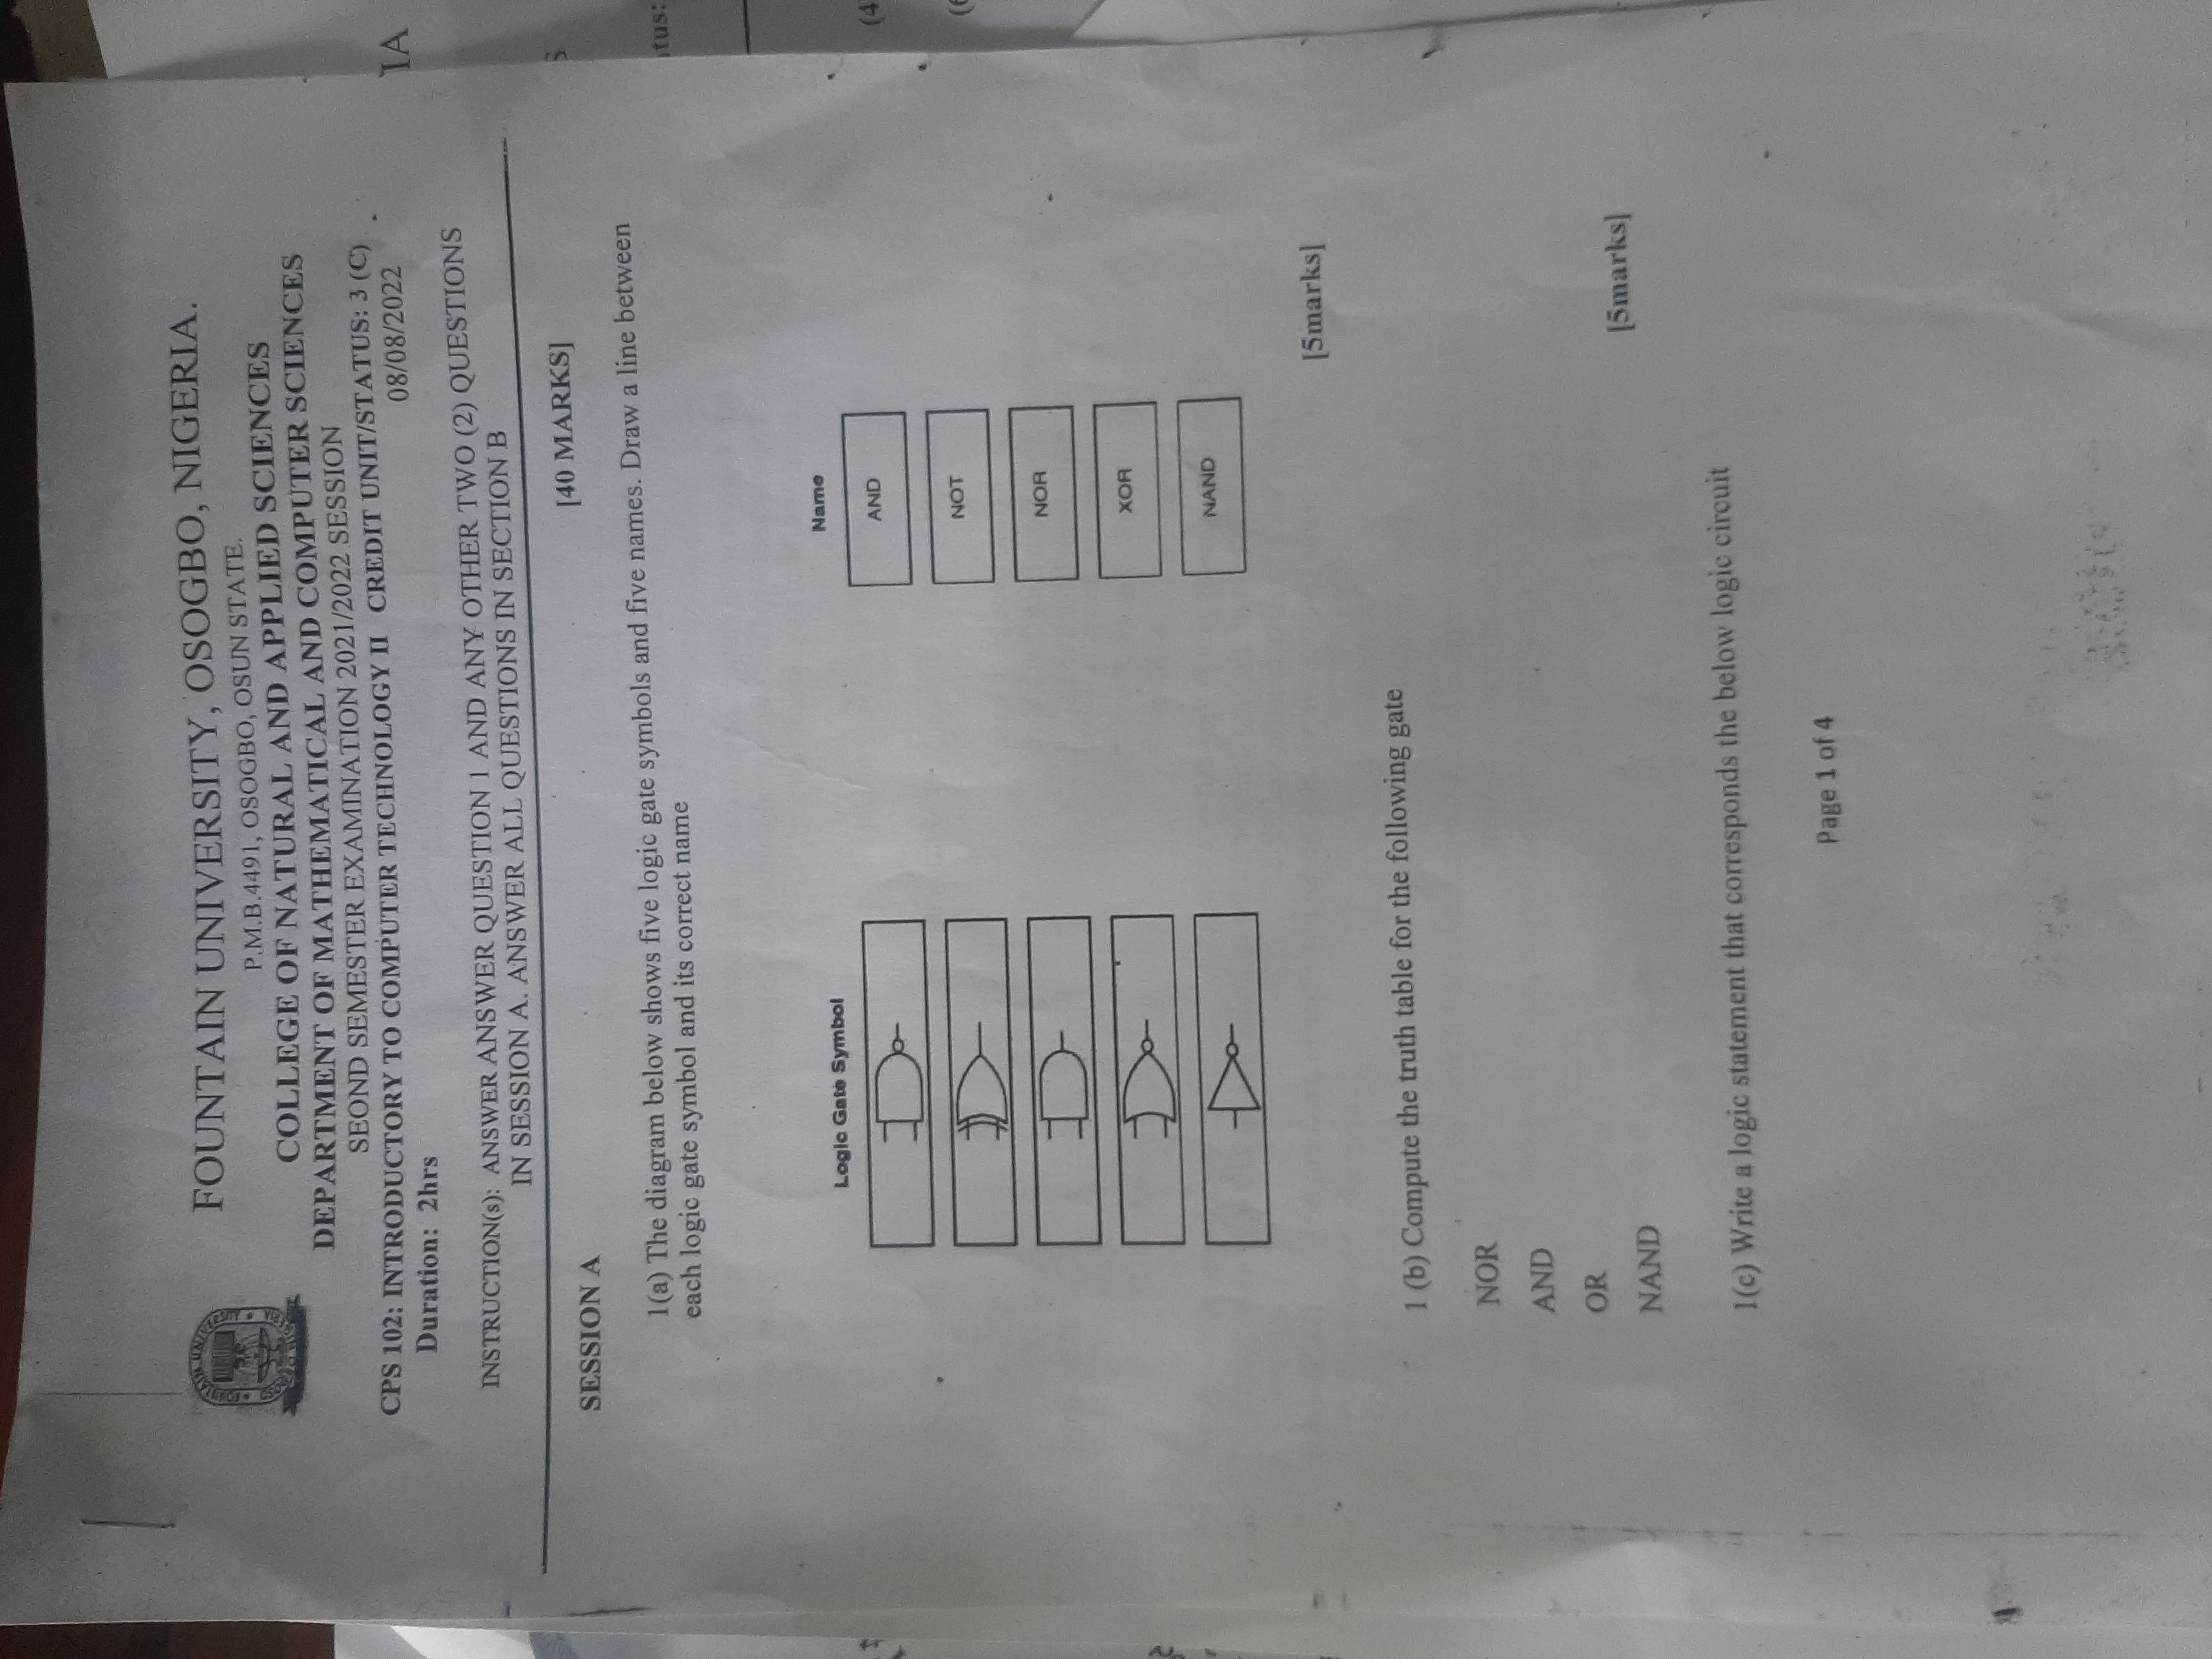 FOUNTAIN UNIVERSITY, OSOGBO, NIGERIA.
P.M.B.4491, OSOGBO, OSUN STATE.
COLLEGE OF NATURAL AND APPLIED SCIENCES
DEPARTMENT OF MATHEMATICAL AND COMPUTER SCIENCES
SEOND SEMESTER EXAMINATION 2021/2022 SESSION
CPS 102: INTRODUCTORY TO COMPUTER TECHNOLOGY II CREDIT UNIT/STATUS: 3 (C)
08/08/2022
Duration: 2hrs
INSTRUCTION(s): ANSWER ANSWER QUESTION 1 AND ANY OTHER TWO (2) QUESTIONS
IN SESSION A. ANSWER ALL QUESTIONS IN SECTION B
[40 MARKS]
SESSION A
1(a) The diagram below shows five logic gate symbols and five names. Draw a line between
each logic gate symbol and its correct name
Logic Gate Symbol
Name
AND
NOT
NOR
XOR
NAND
[5marks]
1 (b) Compute the truth table for the following gate
NOR
AND
OR
NAND
[5marks]
1(c) Write a logic statement that corresponds the below logic circuit
Page 1 of 4
IA
tus:
(4